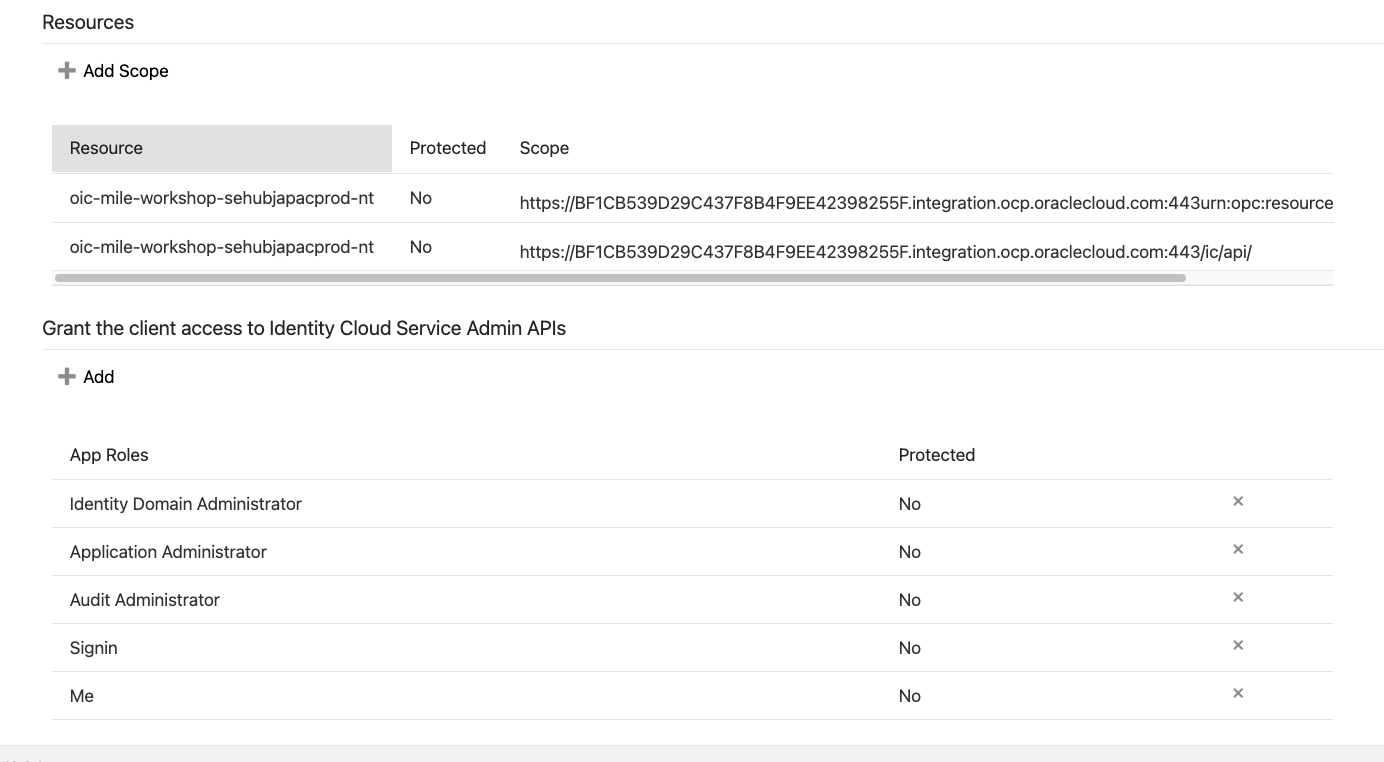 Resources
Add Scope
Resource Protected Scope
oic-mile-workshop-sehubjapacprod-nt No https://BF1CB539D29C437F8B4F9EE42398255F.integration.ocp.oraclecloud.com:443urn:opc:resource
oic-mile-workshop-sehubjapacprod-nt No https://BF1CB539D29C437F8B4F9EE42398255F.integration.ocp.oraclecloud.com:443/ic/api/
Grant the client access to Identity Cloud Service Admin APIs
Add
App Roles Protected
Identity Domain Administrator No ×
Application Administrator No ×
Audit Administrator No ×
Signin No ×
Me No ×